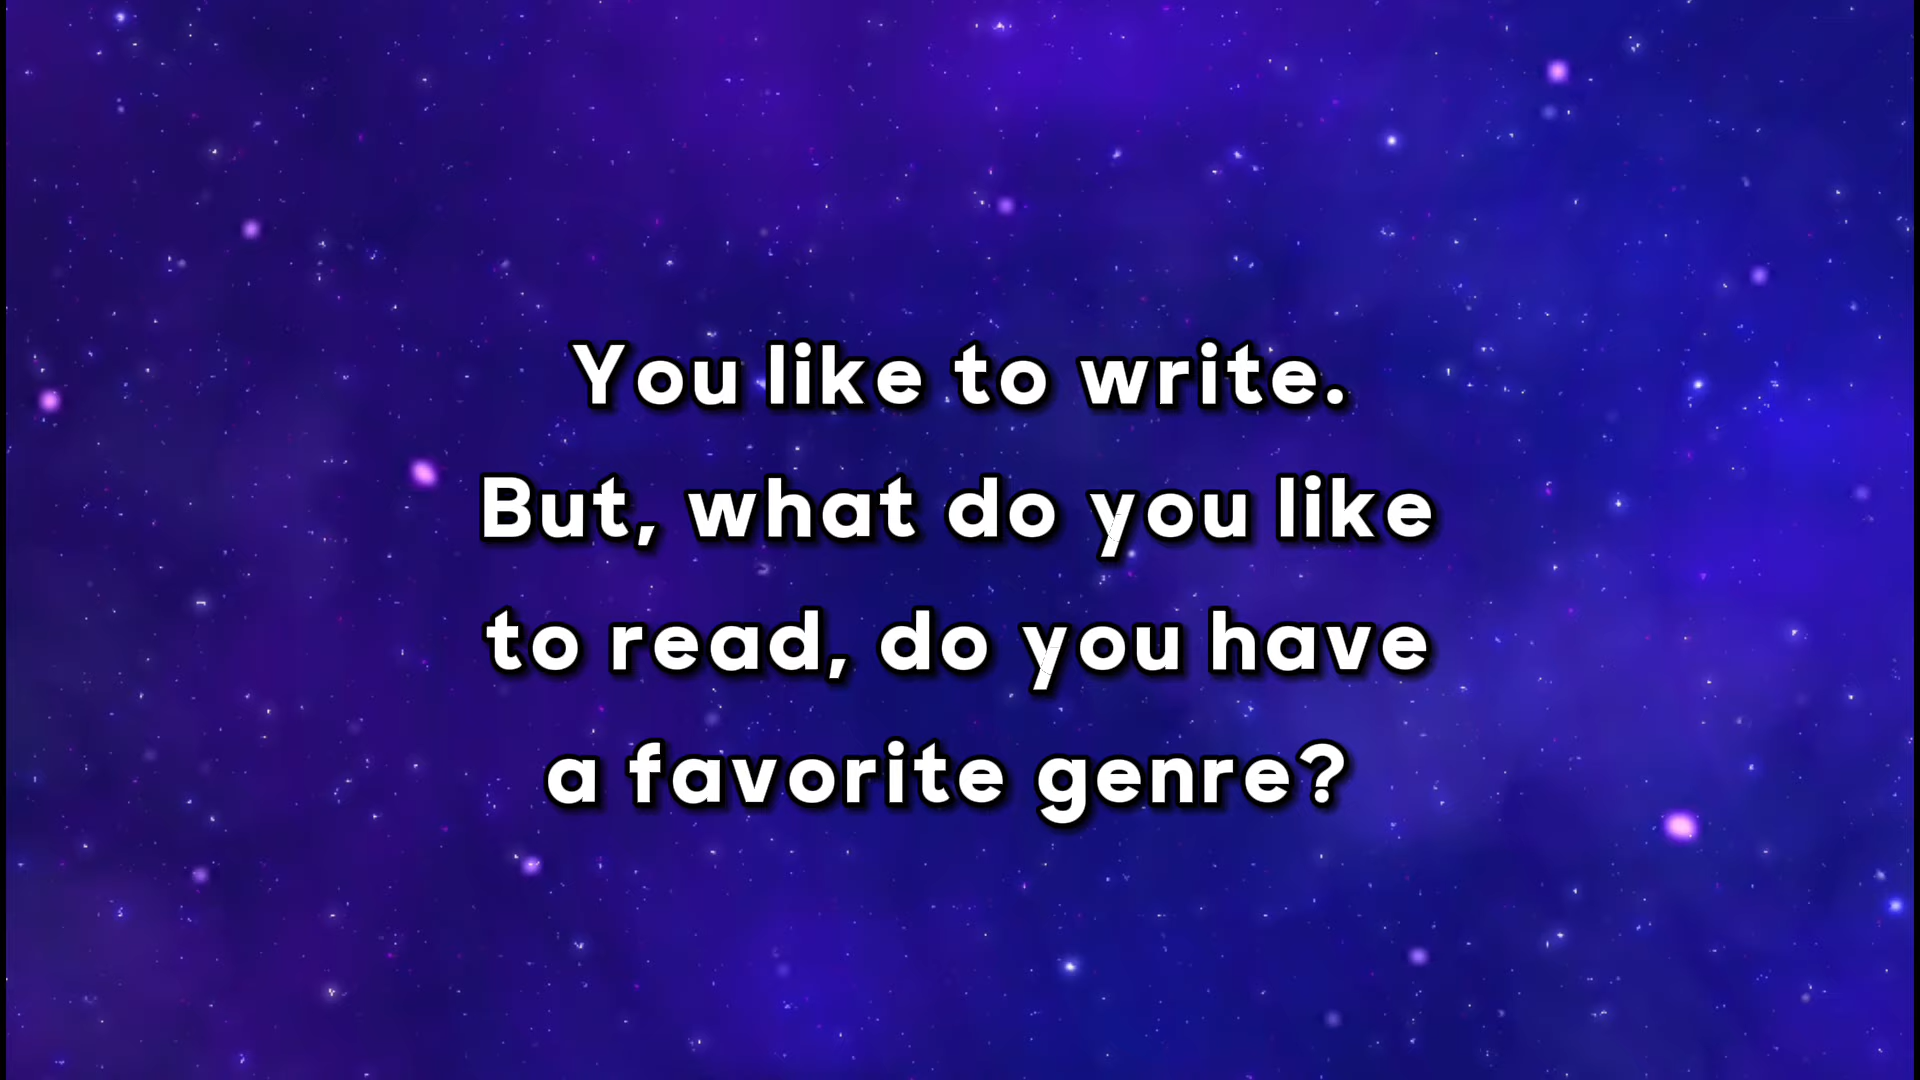 You like to write.
But, what do you like
to read, do you have
a favorite genre?